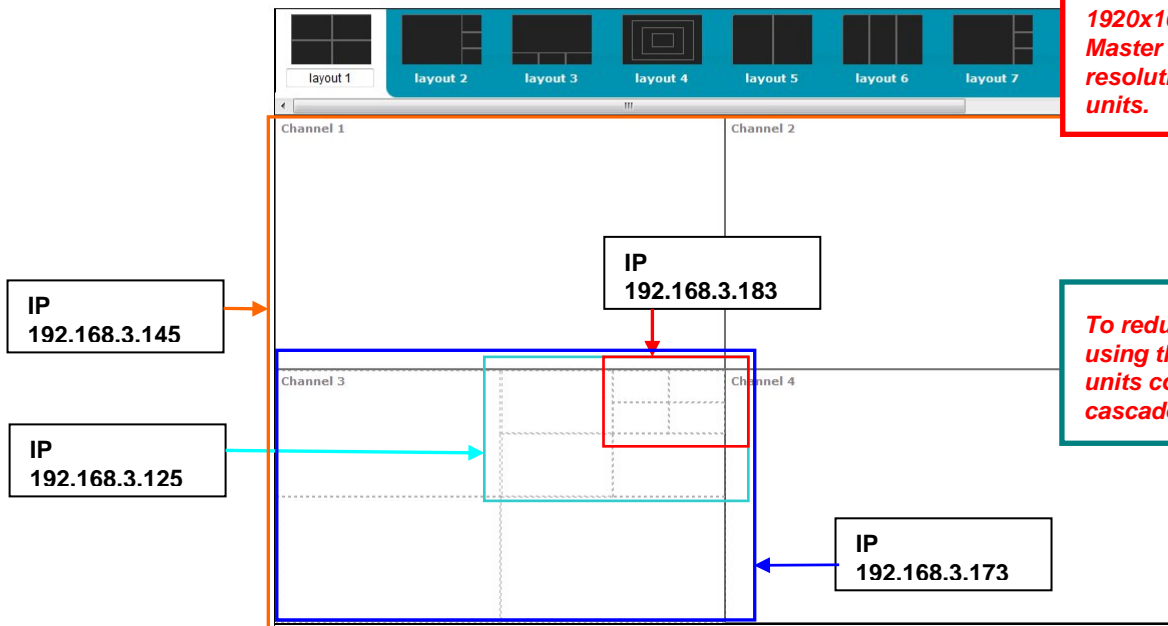 layout 1
layout 2
layout 3
layout 4
layout 5
layout 6
layout 7
Master
units.
Channel 1
Channel 2
IP
192.168.3.183
IP
192.168.3.145
using
units
Channel 3
Channel 4
IP
192.168.3.125
IP
192.168.3.173